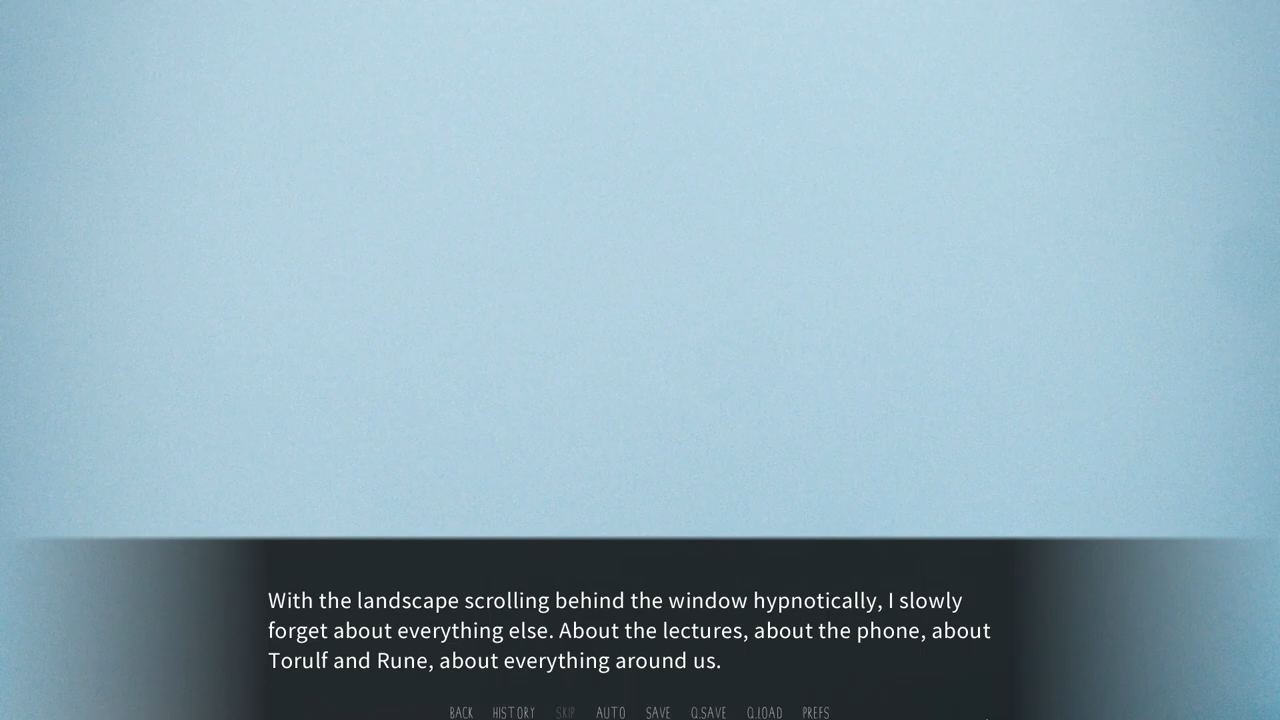 With the landscape scrolling behind the window hypnotically, I slowly
forget about everything else. About the lectures, about the phone, about
Torulf and Rune, about everything around us.
BACK HISTORY SKIP AUTO SAVE Q.SAVE Q.LOAD PREFS